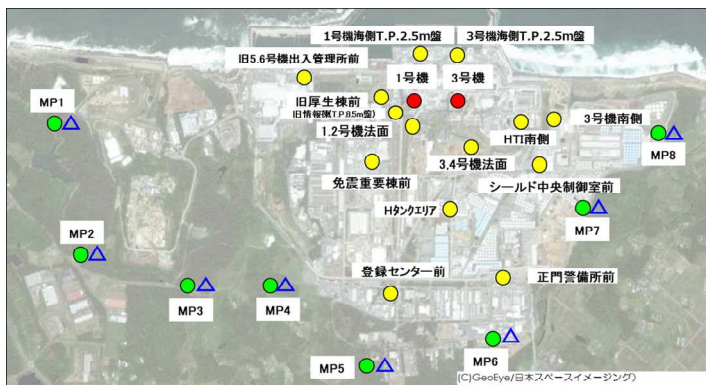 1号機海側T.P.2.5m盤
3号機海側T.P.2.5m盤
旧5.6号機出入管理所前
1号機
3号機
MP1
旧厚生棟前
旧情報棟(T.P.8.5m盤)
1.2号機法面
HTI南側
3号機南側
MP8
3.4号機法面
免震重要棟前
シールド中央制御室前
Hタンクエリア
MP7
MP2
登録センター前
正門警備所前
MP3
MP4
MP5
MP6
(C)GeoEye/日本スペースイメージング)